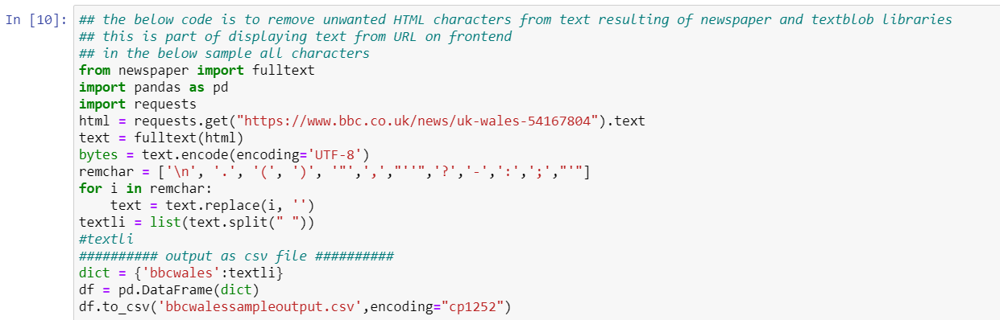 In [10]: ## the below code is to remove unwanted HTML characters from text resulting of newspaper and textblob libraries
## this is part of displaying text from URL on frontend
## in the below sample all characters
from newspaper import fulltext
import pandas as pd
import requests
html = requests.get("https://www.bbc.co.uk/news/uk-wales-54167804").text
text = fulltext(html)
bytes = text.encode(encoding='UTF-8')
remchar = ['\n', '.', '(', ')', '"',',',"''",'?','-',':',';',"'"]
for i in remchar:
    text = text.replace(i, '')
textli = list(text.split(" "))
#textli
########## output as csv file ##########
dict = {'bbcwales':textli}
df = pd.DataFrame(dict)
df.to_csv('bbcwalessampleoutput.csv',encoding="cp1252")